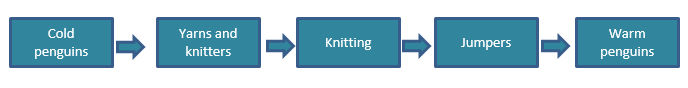 Cold
penguins
Yarns and
knitters
Knitting
Jumpers
Warm
penguins